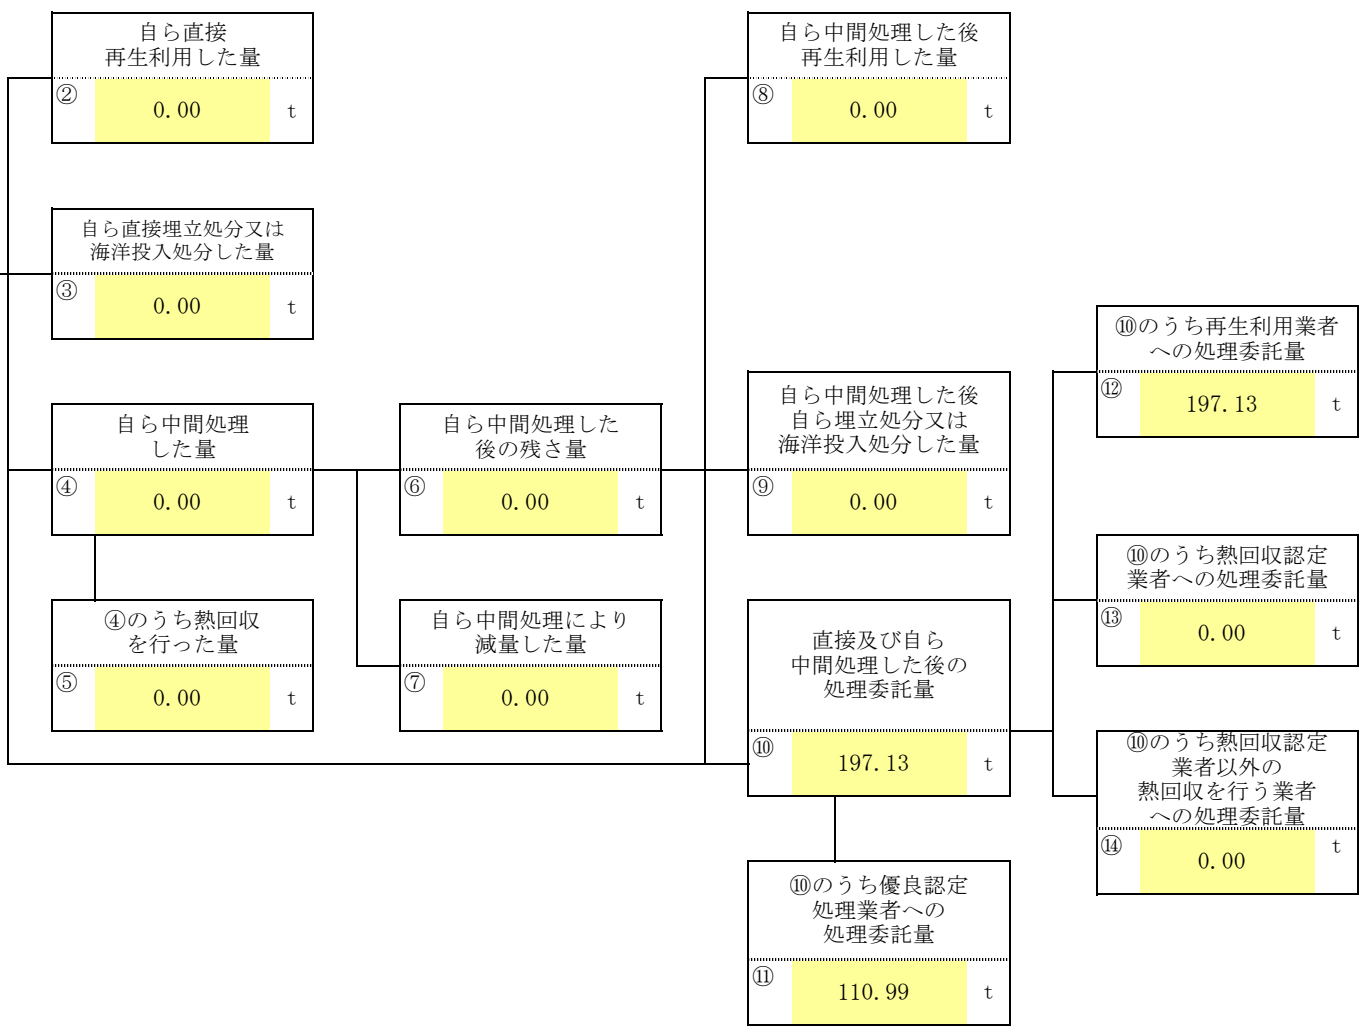 自ら直接
再生利用した量
② 0.00 t
自ら直接埋立処分又は
海洋投入処分した量
③ 0.00 t
自ら中間処理
した量
④ 0.00 t
④のうち熱回収
を行った量
⑤ 0.00 t
自ら中間処理した
後の残さ量
⑥ 0.00 t
自ら中間処理により
減量した量
⑦ 0.00 t
自ら中間処理した後
再生利用した量
⑧ 0.00 t
自ら中間処理した後
自ら埋立処分又は
海洋投入処分した量
⑨ 0.00 t
直接及び自ら
中間処理した後の
処理委託量
⑩ 197.13 t
⑩のうち優良認定
処理業者への
処理委託量
⑪ 110.99 t
⑩のうち再生利用業者
への処理委託量
⑫ 197.13 t
⑩のうち熱回収認定
業者への処理委託量
⑬ 0.00 t
⑩のうち熱回収認定
業者以外の
熱回収を行う業者
への処理委託量
⑭ 0.00 t